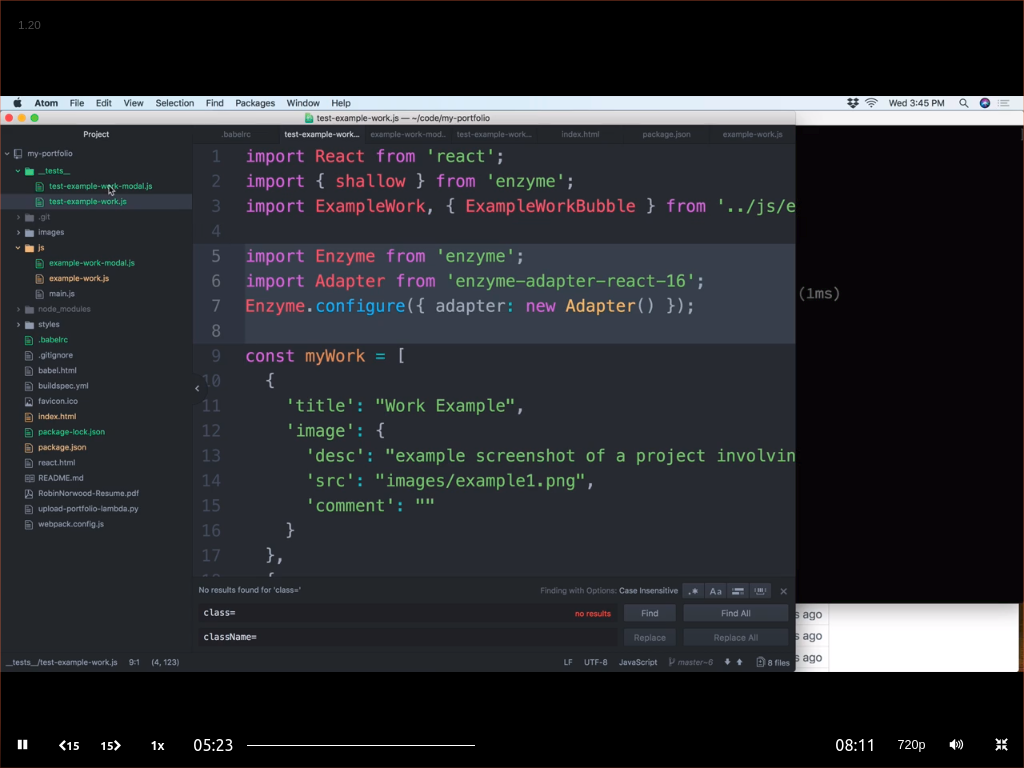 1.20
Atom File Edit View Selection Find Packages Window Help Wed 3:45 PM
test-example-work.js — ~/code/my-portfolio
Project
.babelrc test-example-work... example-work-mod... test-example-work... index.html package.json example-work.js
my-portfolio
__tests__
test-example-work-modal.js
test-example-work.js
.git
images
js
example-work-modal.js
example-work.js
main.js
node_modules
styles
.babelrc
.gitignore
babel.html
buildspec.yml
favicon.ico
index.html
package-lock.json
package.json
react.html
README.md
RobinNorwood-Resume.pdf
upload-portfolio-lambda.py
webpack.config.js
1 import React from 'react';
2 import { shallow } from 'enzyme';
3 import ExampleWork, { ExampleWorkBubble } from '../js/e
4
5 import Enzyme from 'enzyme';
6 import Adapter from 'enzyme-adapter-react-16';
7 Enzyme.configure({ adapter: new Adapter() });
8
9 const myWork = [
10 {
11 'title': "Work Example",
12 'image': {
13 'desc': "example screenshot of a project involvin
14 'src': "images/example1.png",
15 'comment': ""
16 }
17 },
(1ms)
No results found for 'class=' Finding with Options: Case Insensitive .* Aa
class= no results Find Find All
className= Replace Replace All
s ago
s ago
s ago
__tests__/test-example-work.js 9:1 (4, 123) LF UTF-8 JavaScript master-6 8 files
15 15 1x 05:23 08:11 720p